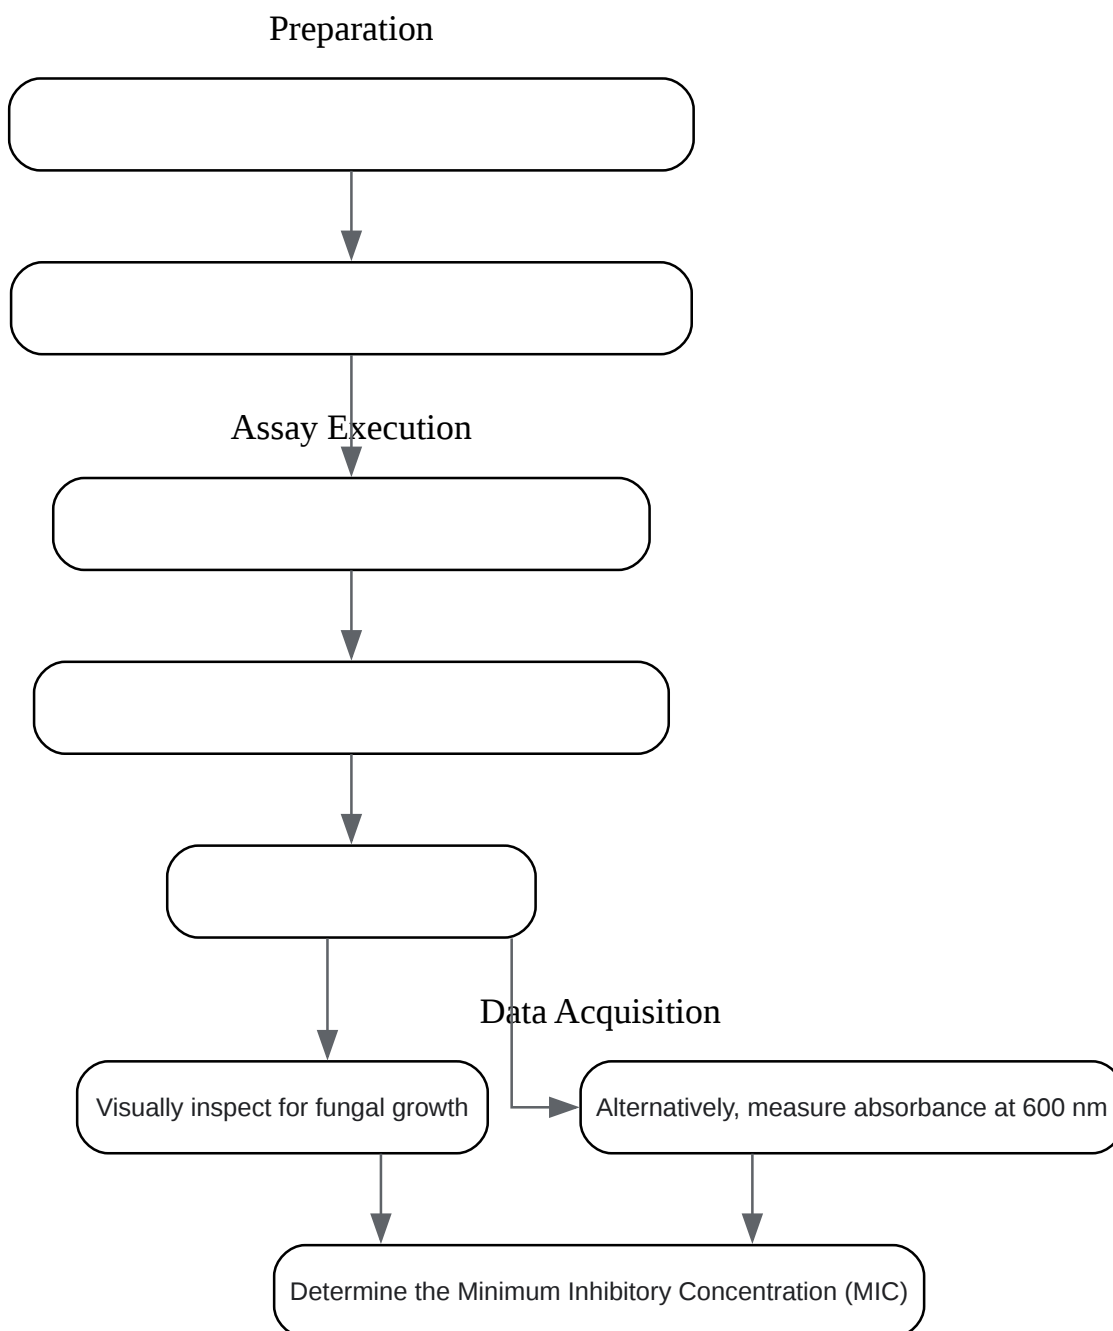 Preparation
Assay Execution
Data Acquisition
Visually inspect for fungal growth
Alternatively, measure absorbance at 600 nm
Determine the Minimum Inhibitory Concentration (MIC)